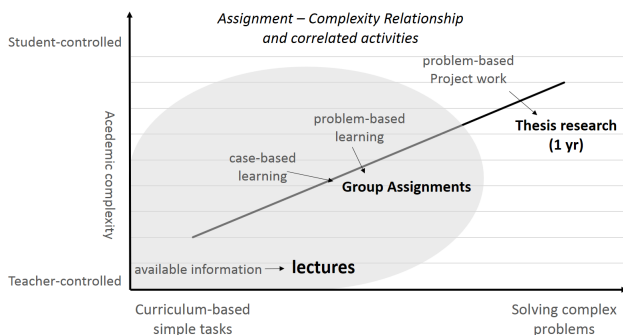 Assignment – Complexity Relationship
and correlated activities
Student-controlled
problem-based
Project work
Thesis research
(1 yr)
problem-based
learning
case-based
learning
Group Assignments
Acedemic complexity
available information
lectures
Teacher-controlled
Curriculum-based
simple tasks
Solving complex
problems